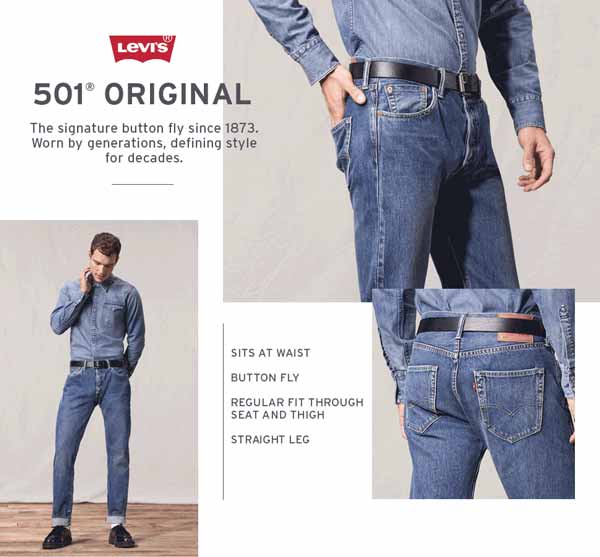 Levi's®
501® ORIGINAL
The signature button fly since 1873.
Worn by generations, defining style
for decades.
SITS AT WAIST
BUTTON FLY
REGULAR FIT THROUGH
SEAT AND THIGH
STRAIGHT LEG